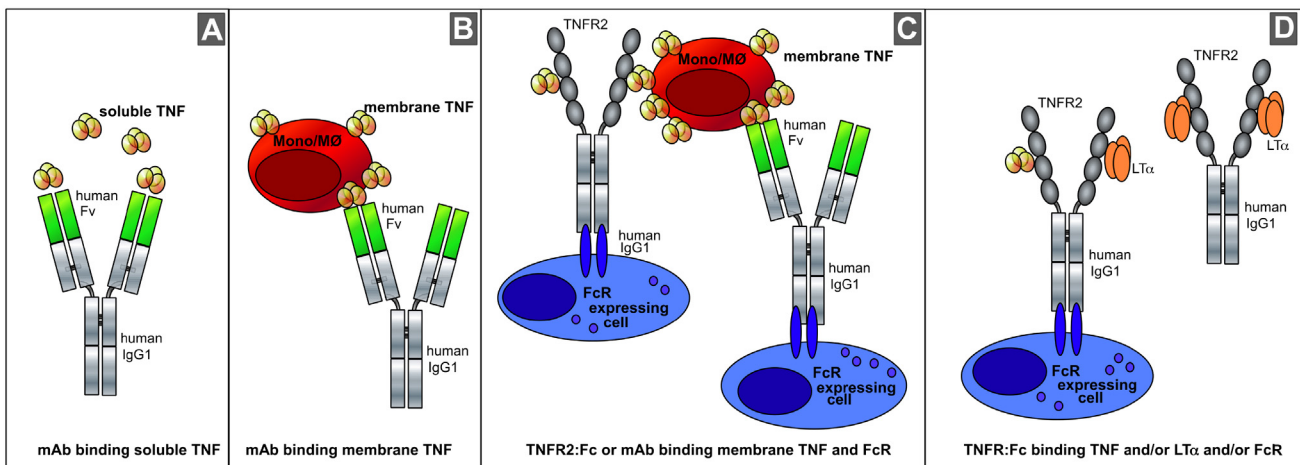 A
soluble TNF
human
Fv
human
IgG1
mAb binding soluble TNF
B
membrane TNF
Mono/MØ
human
Fv
human
IgG1
mAb binding membrane TNF
C
TNFR2
Mono/MØ
membrane TNF
human
Fv
human
IgG1
FcR
expressing
cell
human
IgG1
FcR
expressing
cell
TNFR2:Fc or mAb binding membrane TNF and FcR
D
TNFR2
LTα
human
IgG1
TNFR2
LTα
human
IgG1
FcR
expressing
cell
TNFR:Fc binding TNF and/or LTα and/or FcR